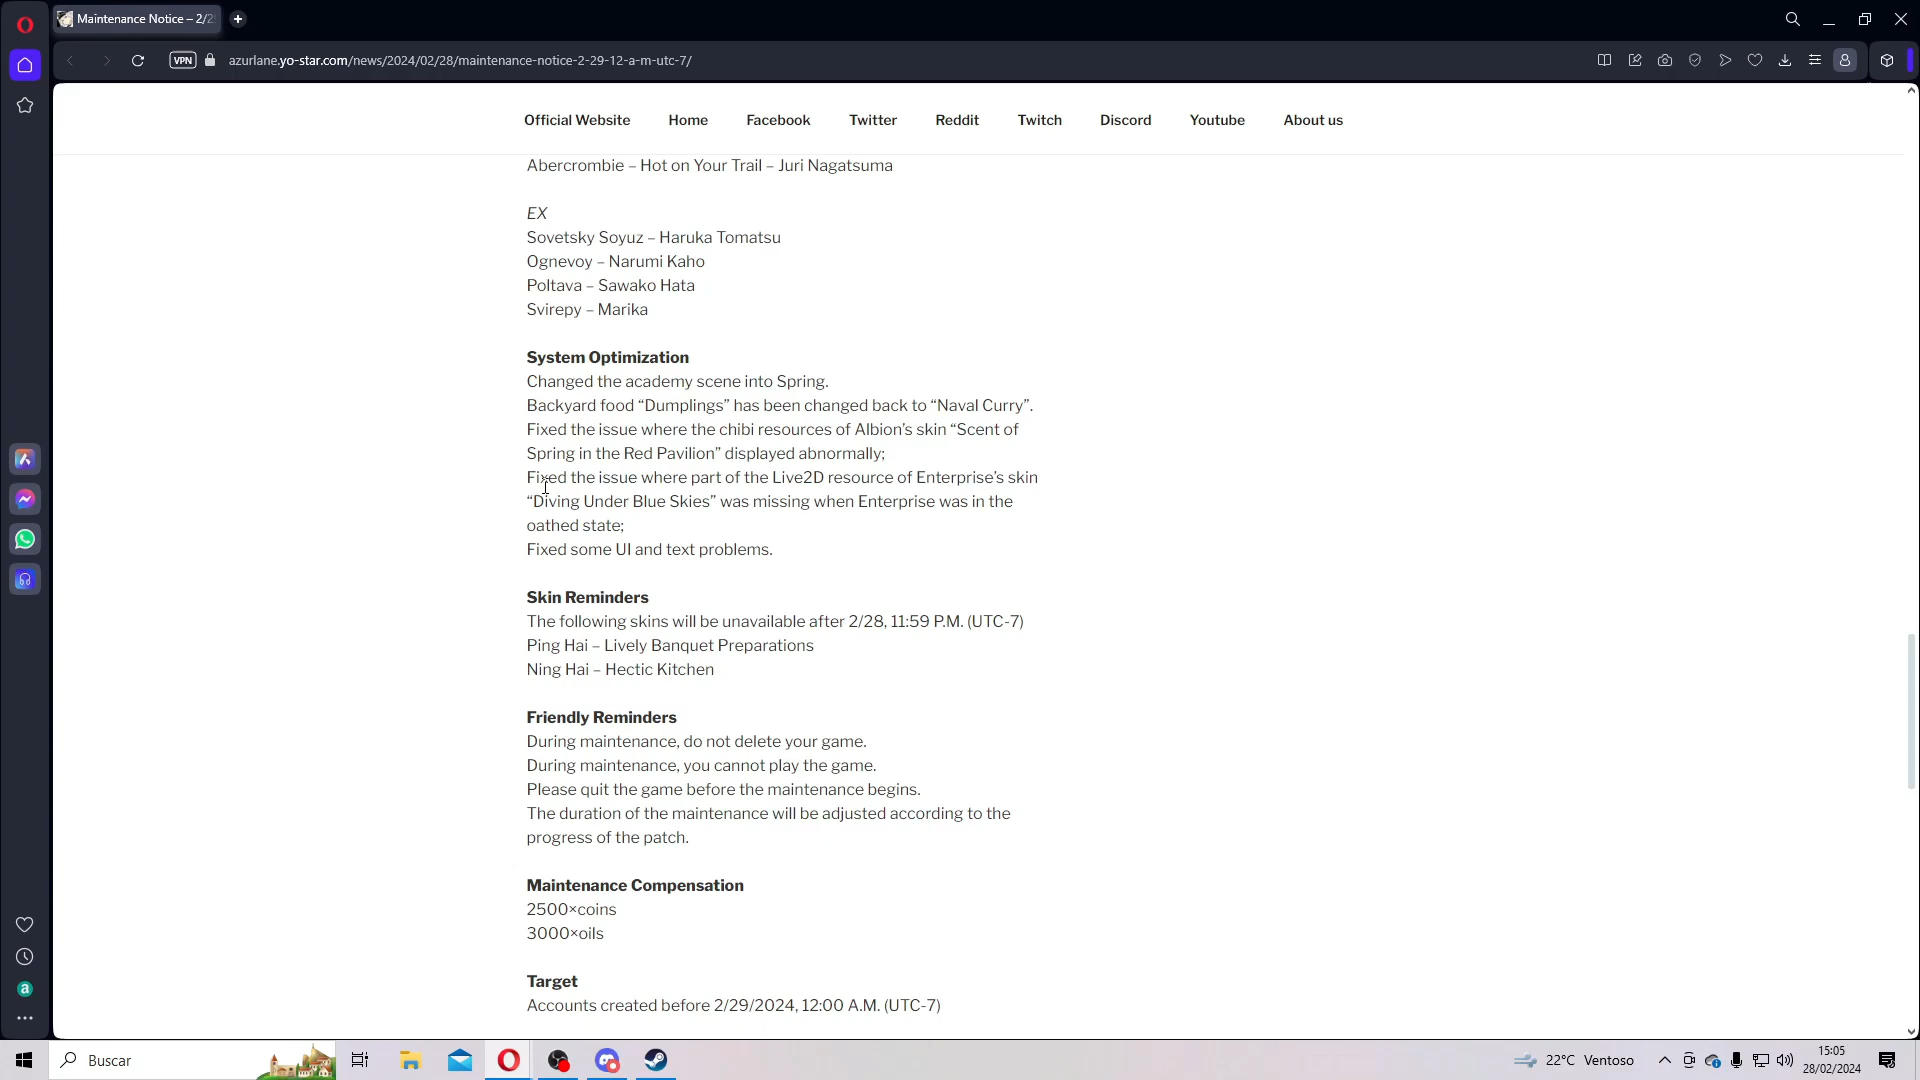 Maintenance Notice – 2/2
VPN
azurlane.yo-star.com/news/2024/02/28/maintenance-notice-2-29-12-a-m-utc-7/
Official Website Home Facebook Twitter Reddit Twitch Discord Youtube About us
Abercrombie – Hot on Your Trail – Juri Nagatsuma
EX
Sovetsky Soyuz – Haruka Tomatsu
Ognevoy – Narumi Kaho
Poltava – Sawako Hata
Svirepy – Marika
System Optimization
Changed the academy scene into Spring.
Backyard food “Dumplings” has been changed back to “Naval Curry”.
Fixed the issue where the chibi resources of Albion’s skin “Scent of
Spring in the Red Pavilion” displayed abnormally;
Fixed the issue where part of the Live2D resource of Enterprise’s skin
“Diving Under Blue Skies” was missing when Enterprise was in the
oathed state;
Fixed some UI and text problems.
Skin Reminders
The following skins will be unavailable after 2/28, 11:59 P.M. (UTC-7)
Ping Hai – Lively Banquet Preparations
Ning Hai – Hectic Kitchen
Friendly Reminders
During maintenance, do not delete your game.
During maintenance, you cannot play the game.
Please quit the game before the maintenance begins.
The duration of the maintenance will be adjusted according to the
progress of the patch.
Maintenance Compensation
2500×coins
3000×oils
Target
Accounts created before 2/29/2024, 12:00 A.M. (UTC-7)
Buscar
22°C Ventoso
15:05
28/02/2024